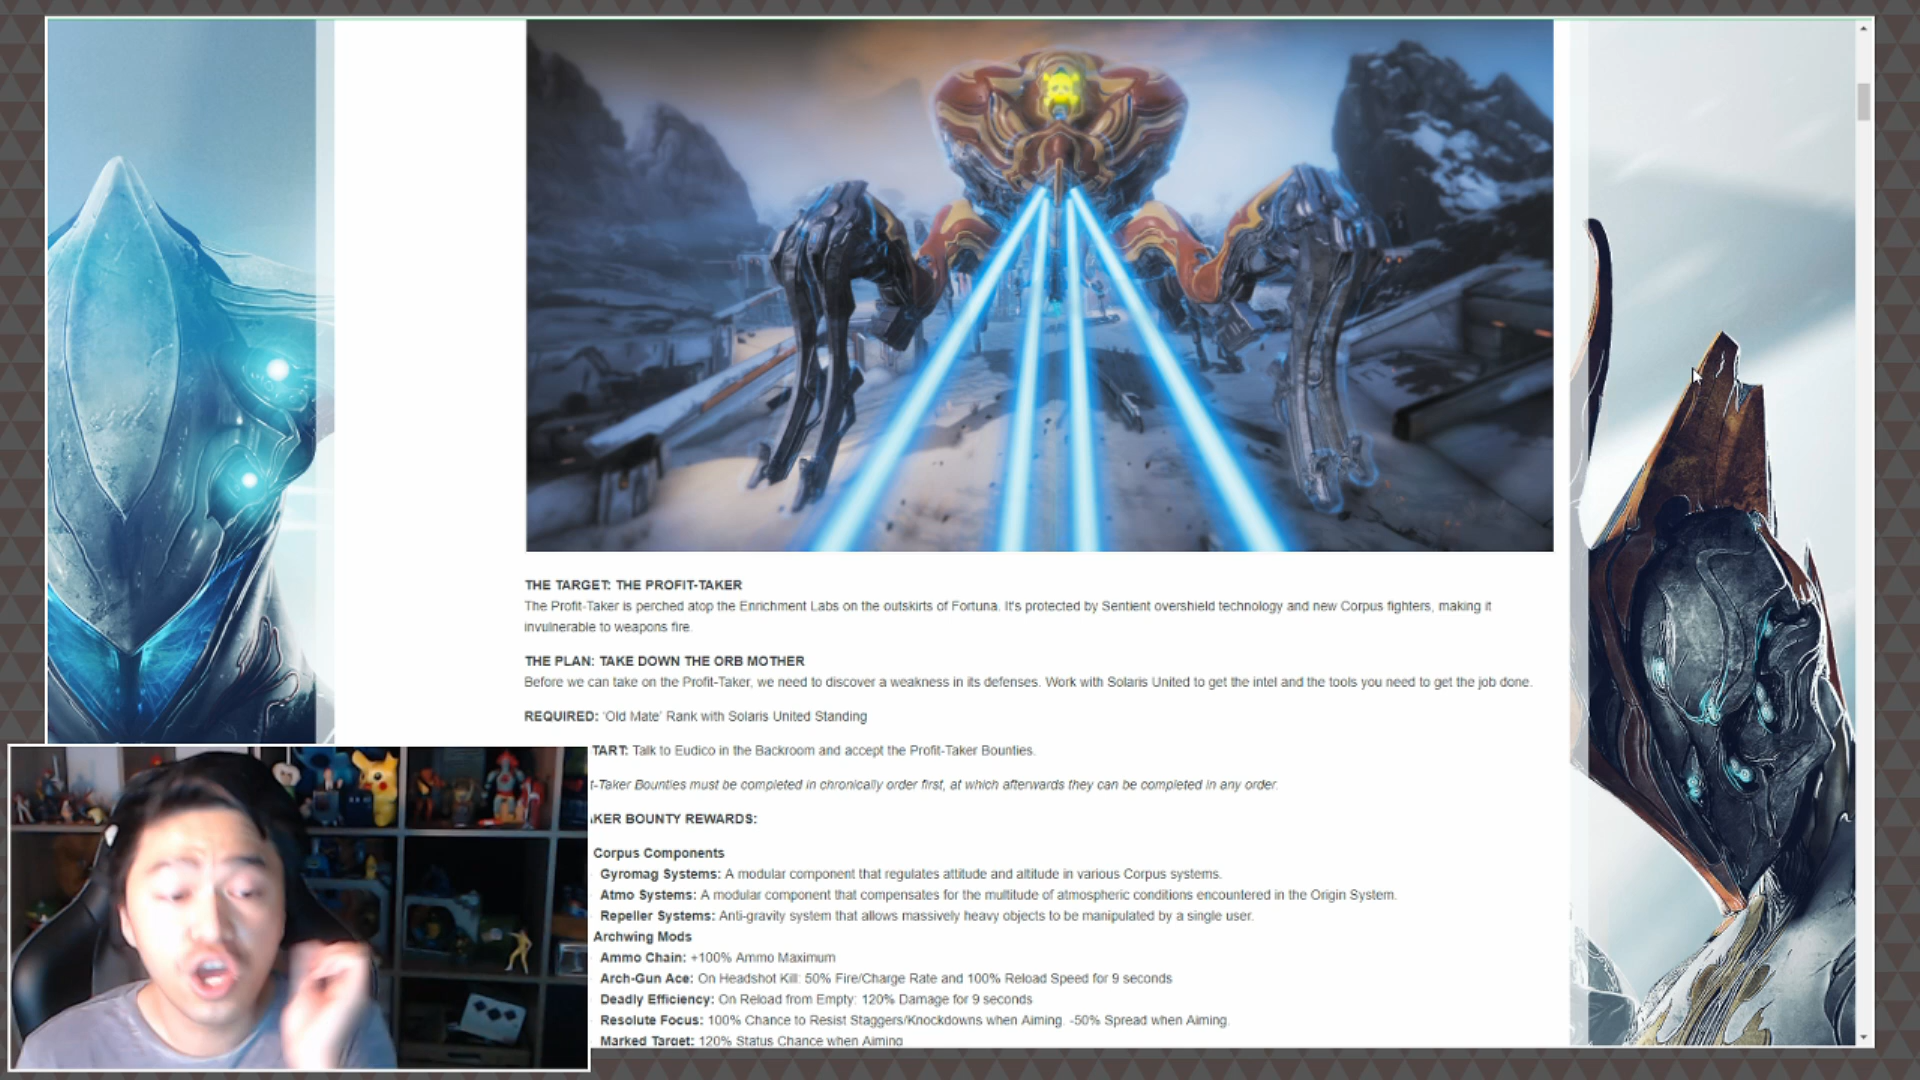 THE TARGET: THE PROFIT-TAKER
The Profit-Taker is perched atop the Enrichment Labs on the outskirts of Fortuna. It's protected by Sentient overshield technology and new Corpus fighters, making it
invulnerable to weapons fire.
THE PLAN: TAKE DOWN THE ORB MOTHER
Before we can take on the Profit-Taker, we need to discover a weakness in its defenses. Work with Solaris United to get the intel and the tools you need to get the job done.
REQUIRED: 'Old Mate' Rank with Solaris United Standing
TART: Talk to Eudico in the Backroom and accept the Profit-Taker Bounties.
t-Taker Bounties must be completed in chronically order first, at which afterwards they can be completed in any order.
KER BOUNTY REWARDS:
Corpus Components
Gyromag Systems: A modular component that regulates attitude and altitude in various Corpus systems.
Atmo Systems: A modular component that compensates for the multitude of atmospheric conditions encountered in the Origin System.
Repeller Systems: Anti-gravity system that allows massively heavy objects to be manipulated by a single user.
Archwing Mods
Ammo Chain: +100% Ammo Maximum
Arch-Gun Ace: On Headshot Kill: 50% Fire/Charge Rate and 100% Reload Speed for 9 seconds
Deadly Efficiency: On Reload from Empty: 120% Damage for 9 seconds
Resolute Focus: 100% Chance to Resist Staggers/Knockdowns when Aiming. -50% Spread when Aiming.
Marked Target: 120% Status Chance when Aiming